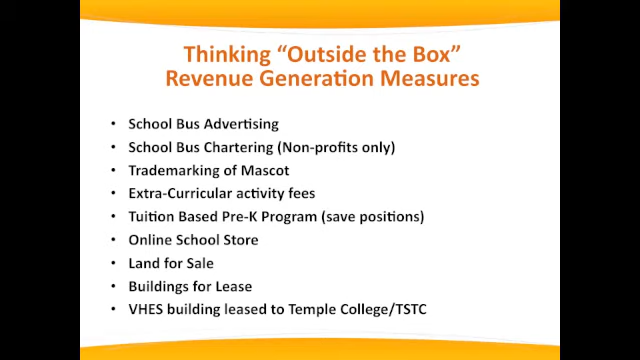 Thinking “Outside the Box”
Revenue Generation Measures
• School Bus Advertising
• School Bus Chartering (Non-profits only)
• Trademarking of Mascot
• Extra-Curricular activity fees
• Tuition Based Pre-K Program (save positions)
• Online School Store
• Land for Sale
• Buildings for Lease
• VHES building leased to Temple College/TSTC